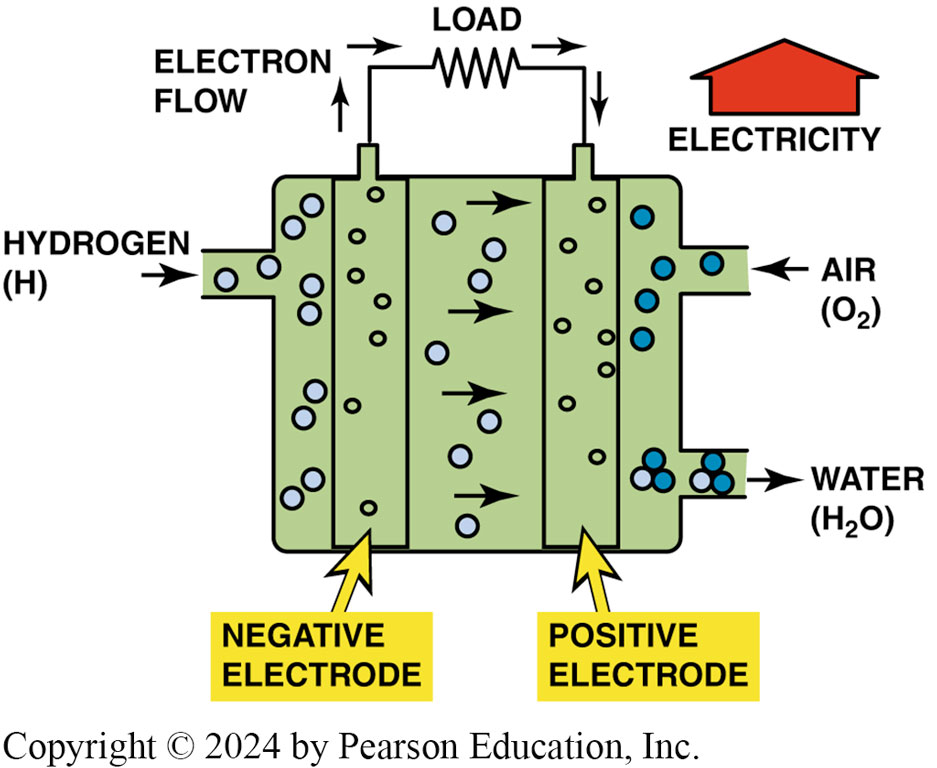 LOAD
ELECTRON
FLOW
ELECTRICITY
HYDROGEN
(H)
AIR
(O₂)
WATER
(H₂O)
NEGATIVE
ELECTRODE
POSITIVE
ELECTRODE
Copyright © 2024 by Pearson Education, Inc.